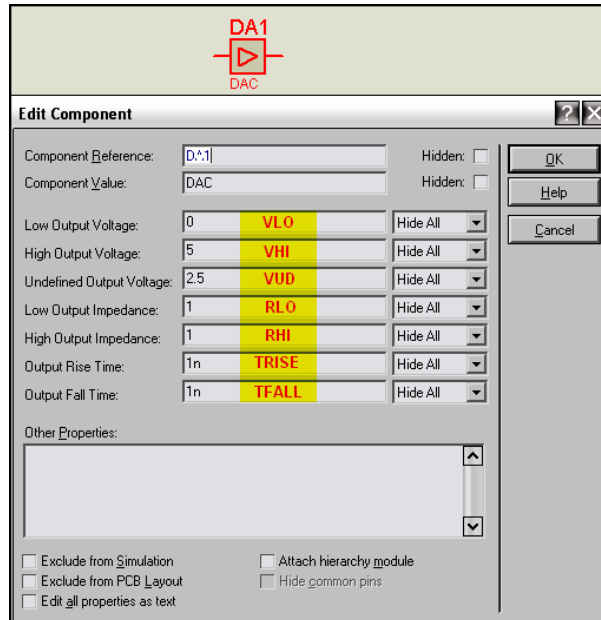 DA1
DAC
Edit Component
Component Reference: D.^.1 Hidden:
Component Value: DAC Hidden:
Low Output Voltage: 0 VLO Hide All
High Output Voltage: 5 VHI Hide All
Undefined Output Voltage: 2.5 VUD Hide All
Low Output Impedance: 1 RLO Hide All
High Output Impedance: 1 RHI Hide All
Output Rise Time: 1n TRISE Hide All
Output Fall Time: 1n TFALL Hide All
Other Properties:
Exclude from Simulation Attach hierarchy module
Exclude from PCB Layout Hide common pins
Edit all properties as text
OK
Help
Cancel